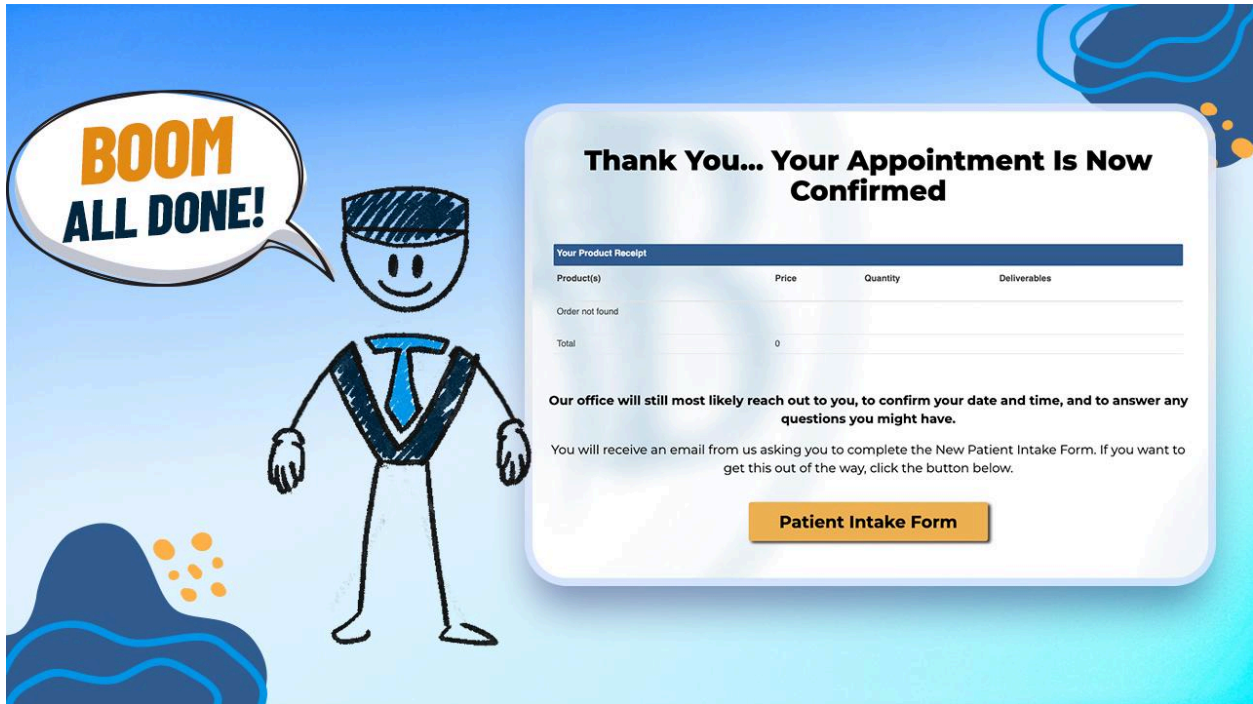 BOOM
ALL DONE!
Thank You... Your Appointment Is Now
Confirmed
Your Product Receipt
Product(s) Price Quantity Deliverables
Order not found
Total 0
Our office will still most likely reach out to you, to confirm your date and time, and to answer any
questions you might have.
You will receive an email from us asking you to complete the New Patient Intake Form. If you want to
get this out of the way, click the button below.
Patient Intake Form